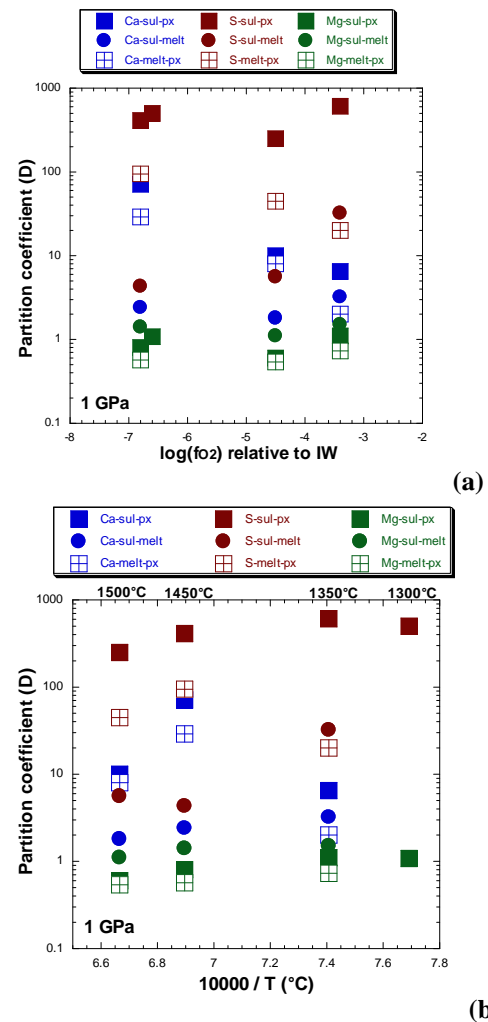 Ca-sul-px S-sul-px Mg-sul-px
Ca-sul-melt S-sul-melt Mg-sul-melt
Ca-melt-px S-melt-px Mg-melt-px
1000
100
10
1
0.1
Partition coefficient (D)
1 GPa
-8 -7 -6 -5 -4 -3 -2
log(fO2) relative to IW
(a)
Ca-sul-px S-sul-px Mg-sul-px
Ca-sul-melt S-sul-melt Mg-sul-melt
Ca-melt-px S-melt-px Mg-melt-px
1500°C 1450°C 1350°C 1300°C
1000
100
10
1
0.1
Partition coefficient (D)
1 GPa
6.6 6.8 7 7.2 7.4 7.6 7.8
10000 / T (°C)
(b